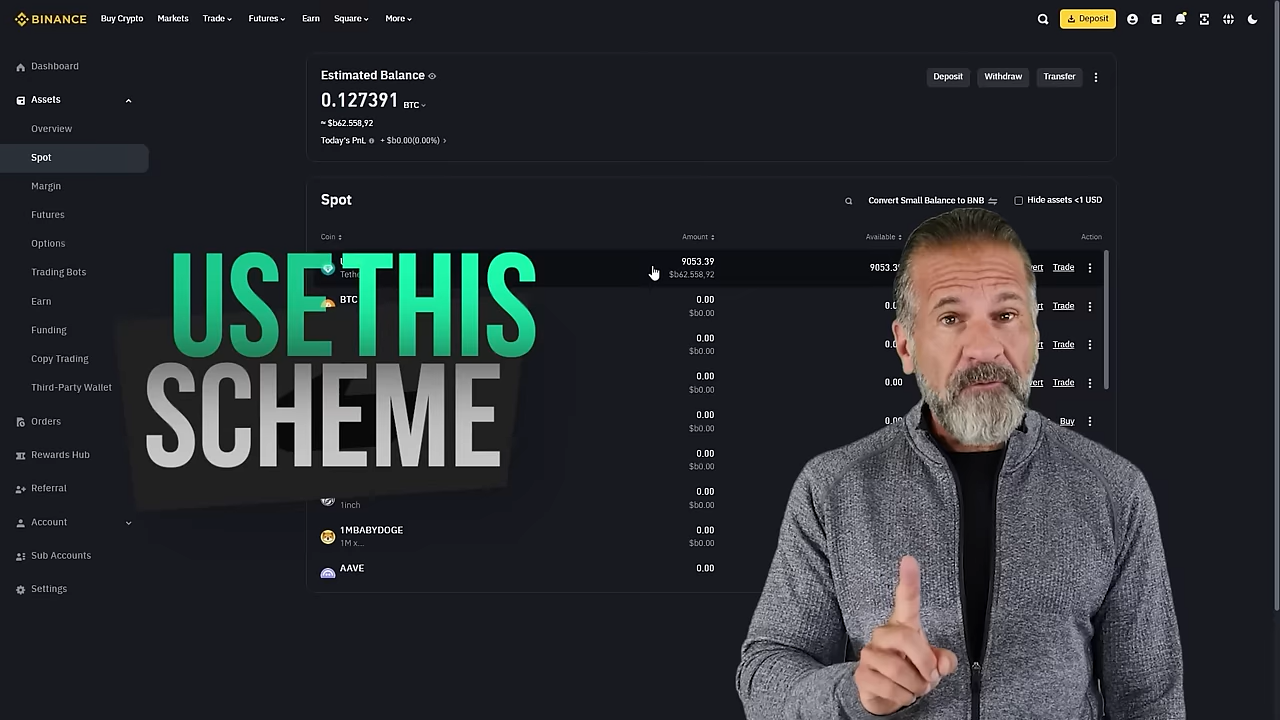 BINANCE Buy Crypto Markets Trade Futures Earn Square More Deposit
Dashboard
Assets
Overview
Spot
Margin
Futures
Options
Trading Bots
Earn
Funding
Copy Trading
Third-Party Wallet
Orders
Rewards Hub
Referral
Account
Sub Accounts
Settings
Estimated Balance
Deposit Withdraw Transfer
0.127391 BTC
≈ $b62.558,92
Today's PnL + $b0.00(0.00%)
Spot
Convert Small Balance to BNB Hide assets <1 USD
Coin Amount Available Action
9053.39
$b62.558,92
Trade
BTC 0.00
$b0.00
Trade
0.00
$b0.00
Trade
0.00
$b0.00
0.00 Trade
0.00
$b0.00
Buy
0.00
$b0.00
0.00
1inch $b0.00
1MBABYDOGE 0.00
1M x... $b0.00
AAVE 0.00
USE THIS
SCHEME